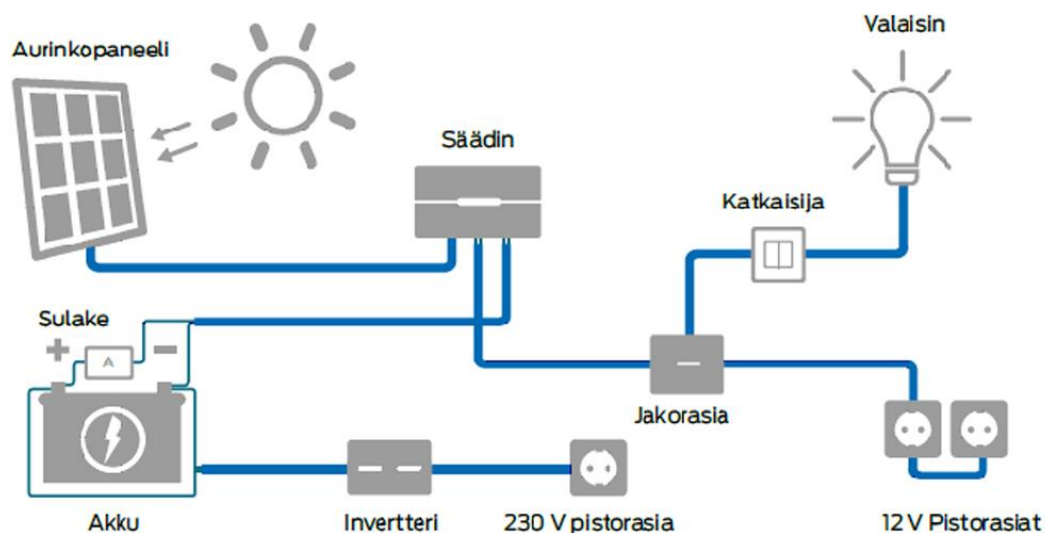 Aurinkopaneeli
Valaisin
Säädin
Katkaisija
Sulake
+
A
−
Jakorasia
Akku
Invertteri
230 V pistorasia
12 V Pistorasiat